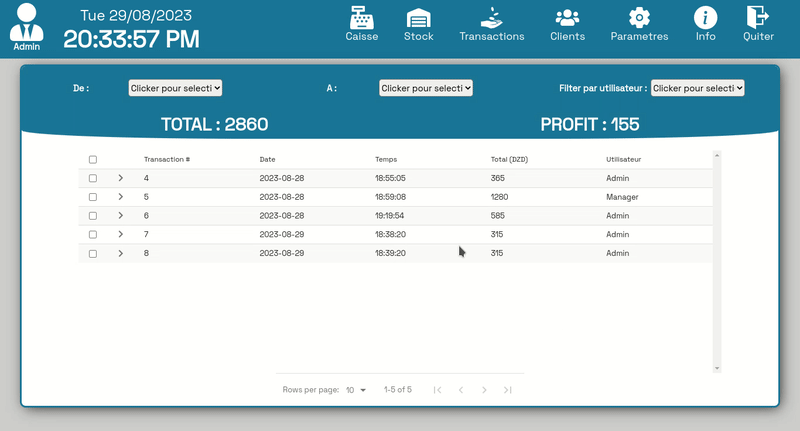 Tue 29/08/2023
20:33:57 PM
Admin
Caisse Stock Transactions Clients Parametres Info Quiter
De : Clicker pour selecti A : Clicker pour selecti Filter par utilisateur : Clicker pour selecti
TOTAL : 2860 PROFIT : 155
Transaction # Date Temps Total (DZD) Utilisateur
4 2023-08-28 18:55:05 365 Admin
5 2023-08-28 18:59:08 1280 Manager
6 2023-08-28 19:19:54 585 Admin
7 2023-08-29 18:38:20 315 Admin
8 2023-08-29 18:39:20 315 Admin
Rows per page: 10 1-5 of 5